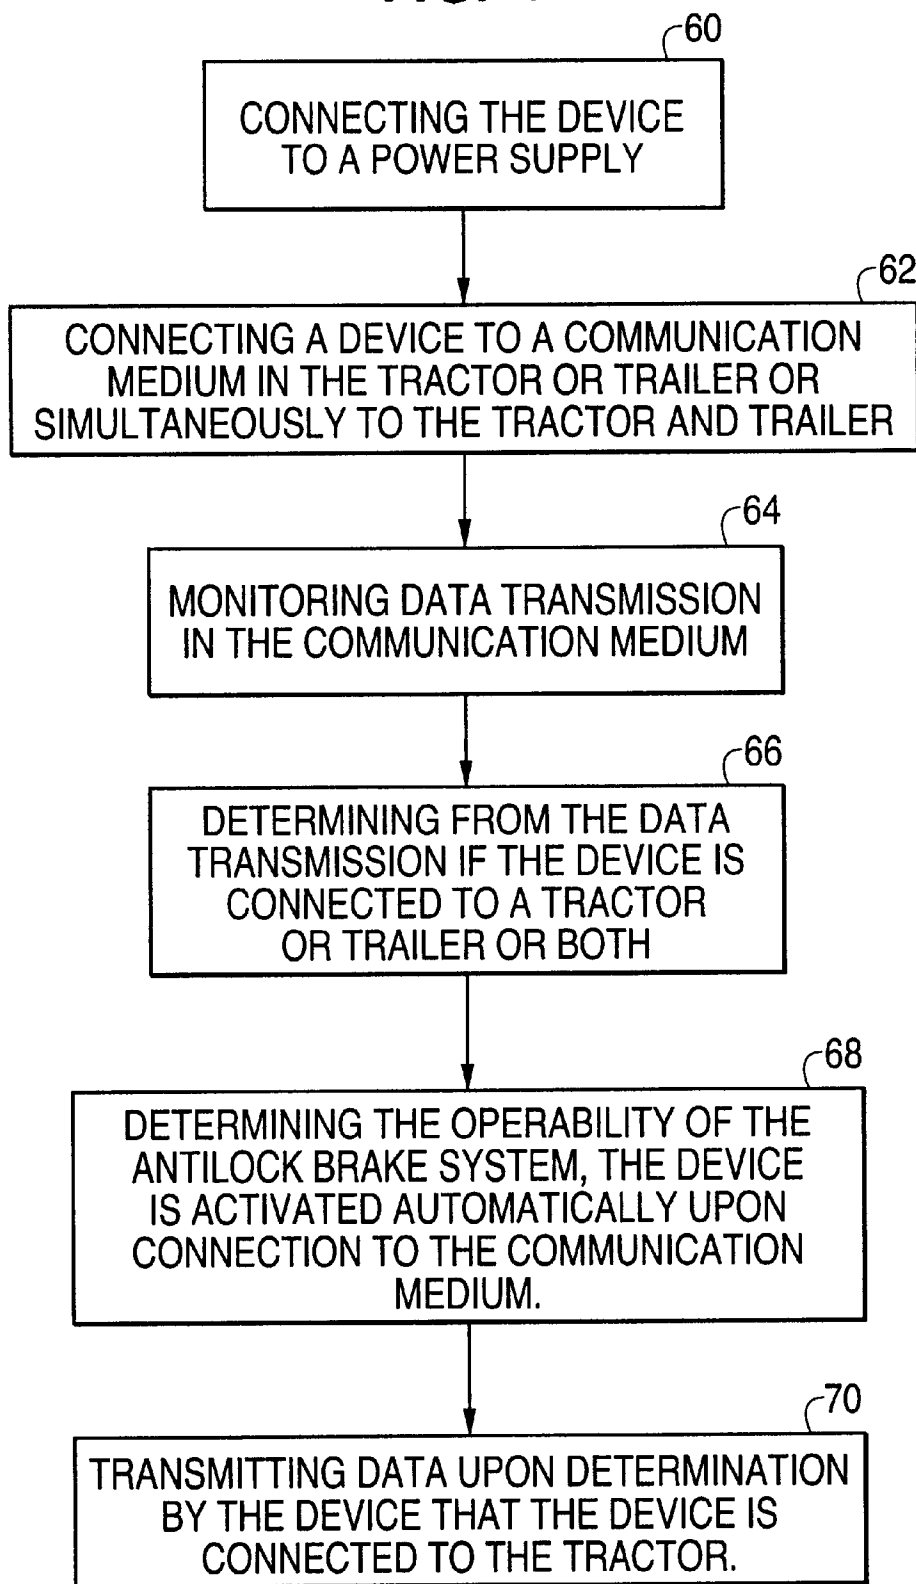 60
CONNECTING THE DEVICE
TO A POWER SUPPLY
62
CONNECTING A DEVICE TO A COMMUNICATION
MEDIUM IN THE TRACTOR OR TRAILER OR
SIMULTANEOUSLY TO THE TRACTOR AND TRAILER
64
MONITORING DATA TRANSMISSION
IN THE COMMUNICATION MEDIUM
66
DETERMINING FROM THE DATA
TRANSMISSION IF THE DEVICE IS
CONNECTED TO A TRACTOR
OR TRAILER OR BOTH
68
DETERMINING THE OPERABILITY OF THE
ANTILOCK BRAKE SYSTEM, THE DEVICE
IS ACTIVATED AUTOMATICALLY UPON
CONNECTION TO THE COMMUNICATION
MEDIUM.
70
TRANSMITTING DATA UPON DETERMINATION
BY THE DEVICE THAT THE DEVICE IS
CONNECTED TO THE TRACTOR.